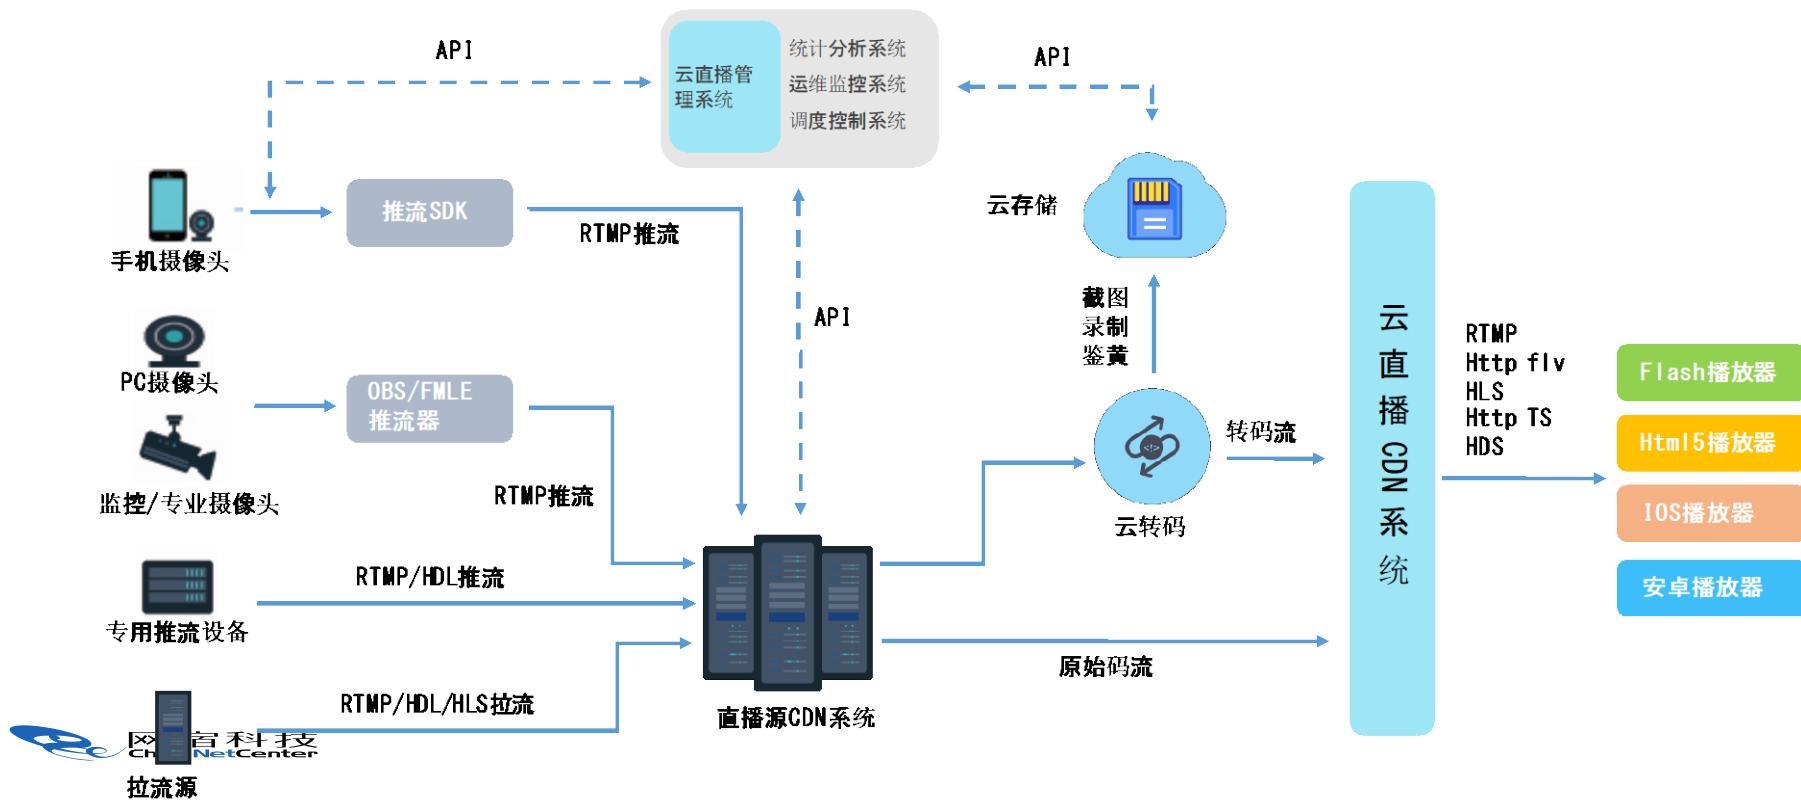 API
云直播管
理系统
统计分析系统
运维监控系统
调度控制系统
API
手机摄像头
推流SDK
RTMP推流
API
云存储
截图
录制
鉴黄
PC摄像头
OBS/FMLE
推流器
RTMP推流
监控/专业摄像头
云转码
转码流
RTMP/HDL推流
专用推流设备
RTMP/HDL/HLS拉流
网宿科技
NetCenter
拉流源
直播源CDN系统
原始码流
云直播CDN系统
RTMP
Http flv
HLS
Http TS
HDS
Flash播放器
Html5播放器
IOS播放器
安卓播放器